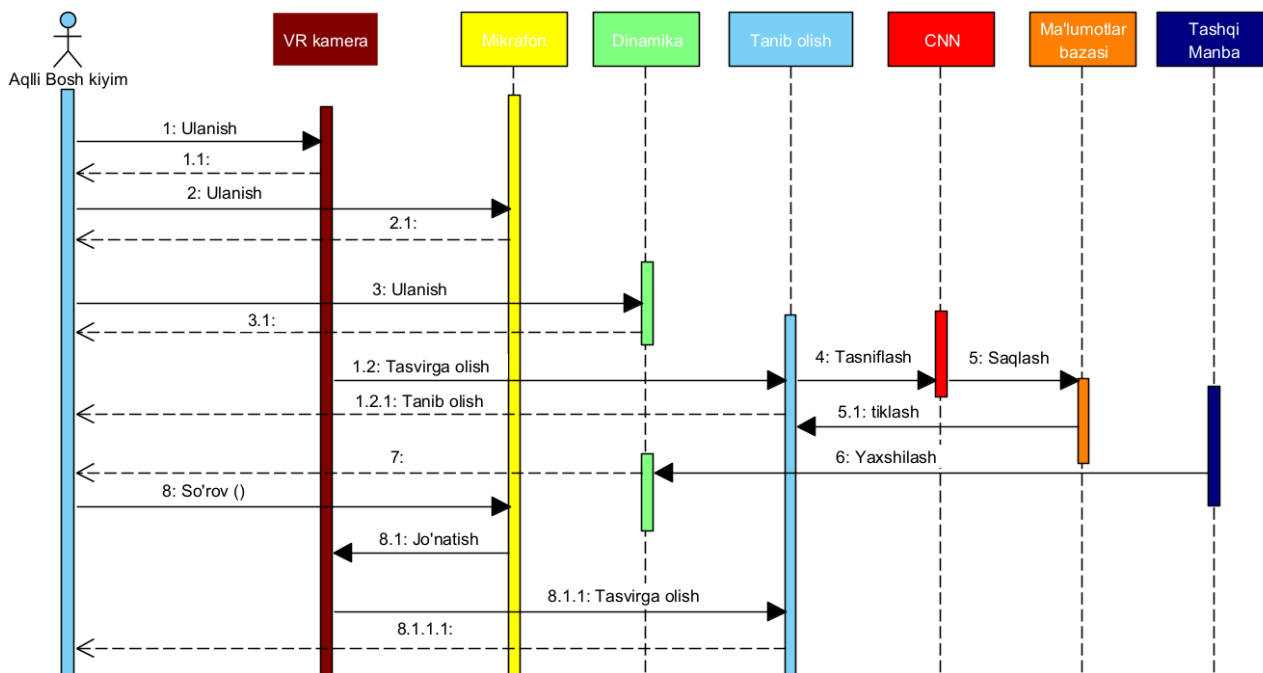 Aqlli Bosh kiyim
VR kamera
Mikrafon
Dinamika
Tanib olish
CNN
Ma'lumotlar
bazasi
Tashqi
Manba
1: Ulanish
1.1:
2: Ulanish
2.1:
3: Ulanish
3.1:
1.2: Tasvirga olish
4: Tasniflash
5: Saqlash
1.2.1: Tanib olish
5.1: tiklash
7:
6: Yaxshilash
8: So'rov ()
8.1: Jo'natish
8.1.1: Tasvirga olish
8.1.1.1: